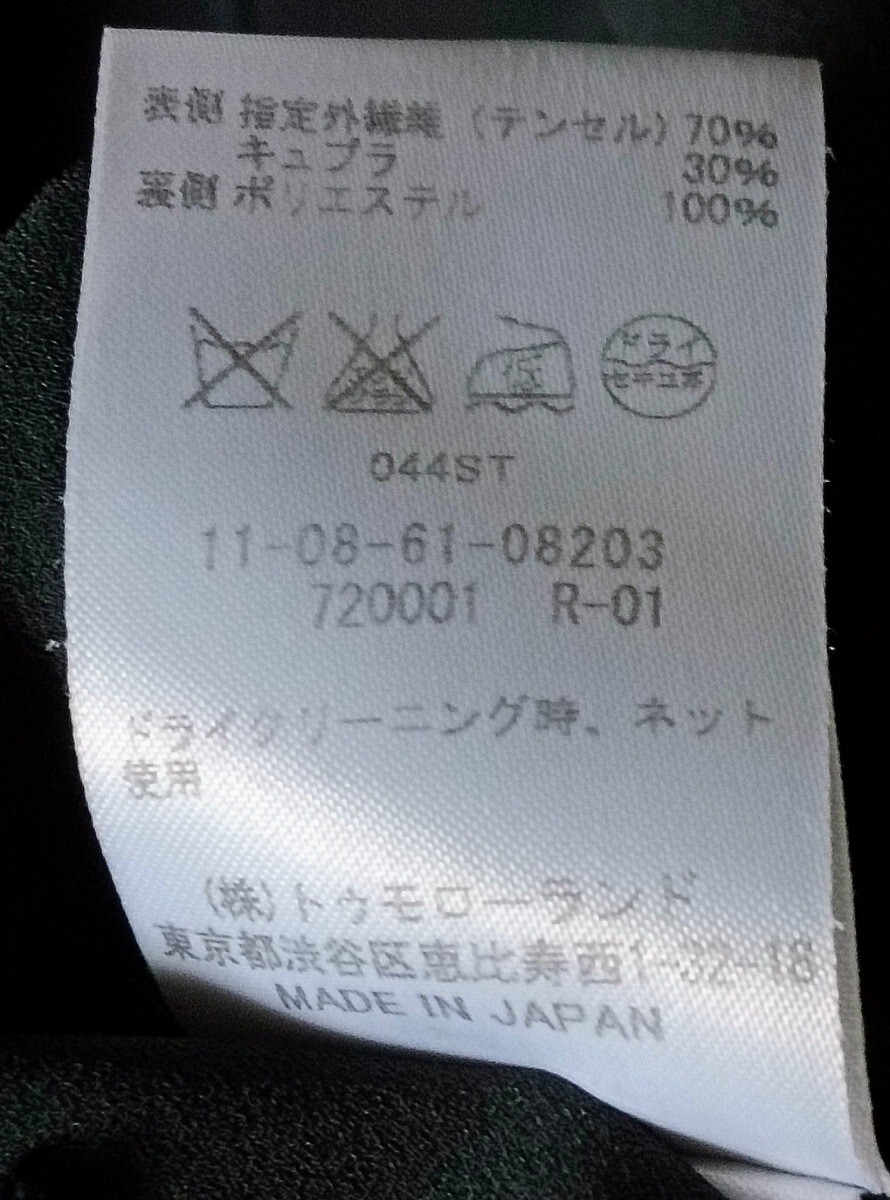 表側 指定外繊維(テンセル) 70%
キュプラ 30%
裏側 ポリエステル 100%
低
ドライ
セキユ系
044ST
11-08-61-08203
720001 R-01
ドライクリーニング時、ネット
使用
(株)トゥモローランド
東京都渋谷区恵比寿西1-32-18
MADE IN JAPAN